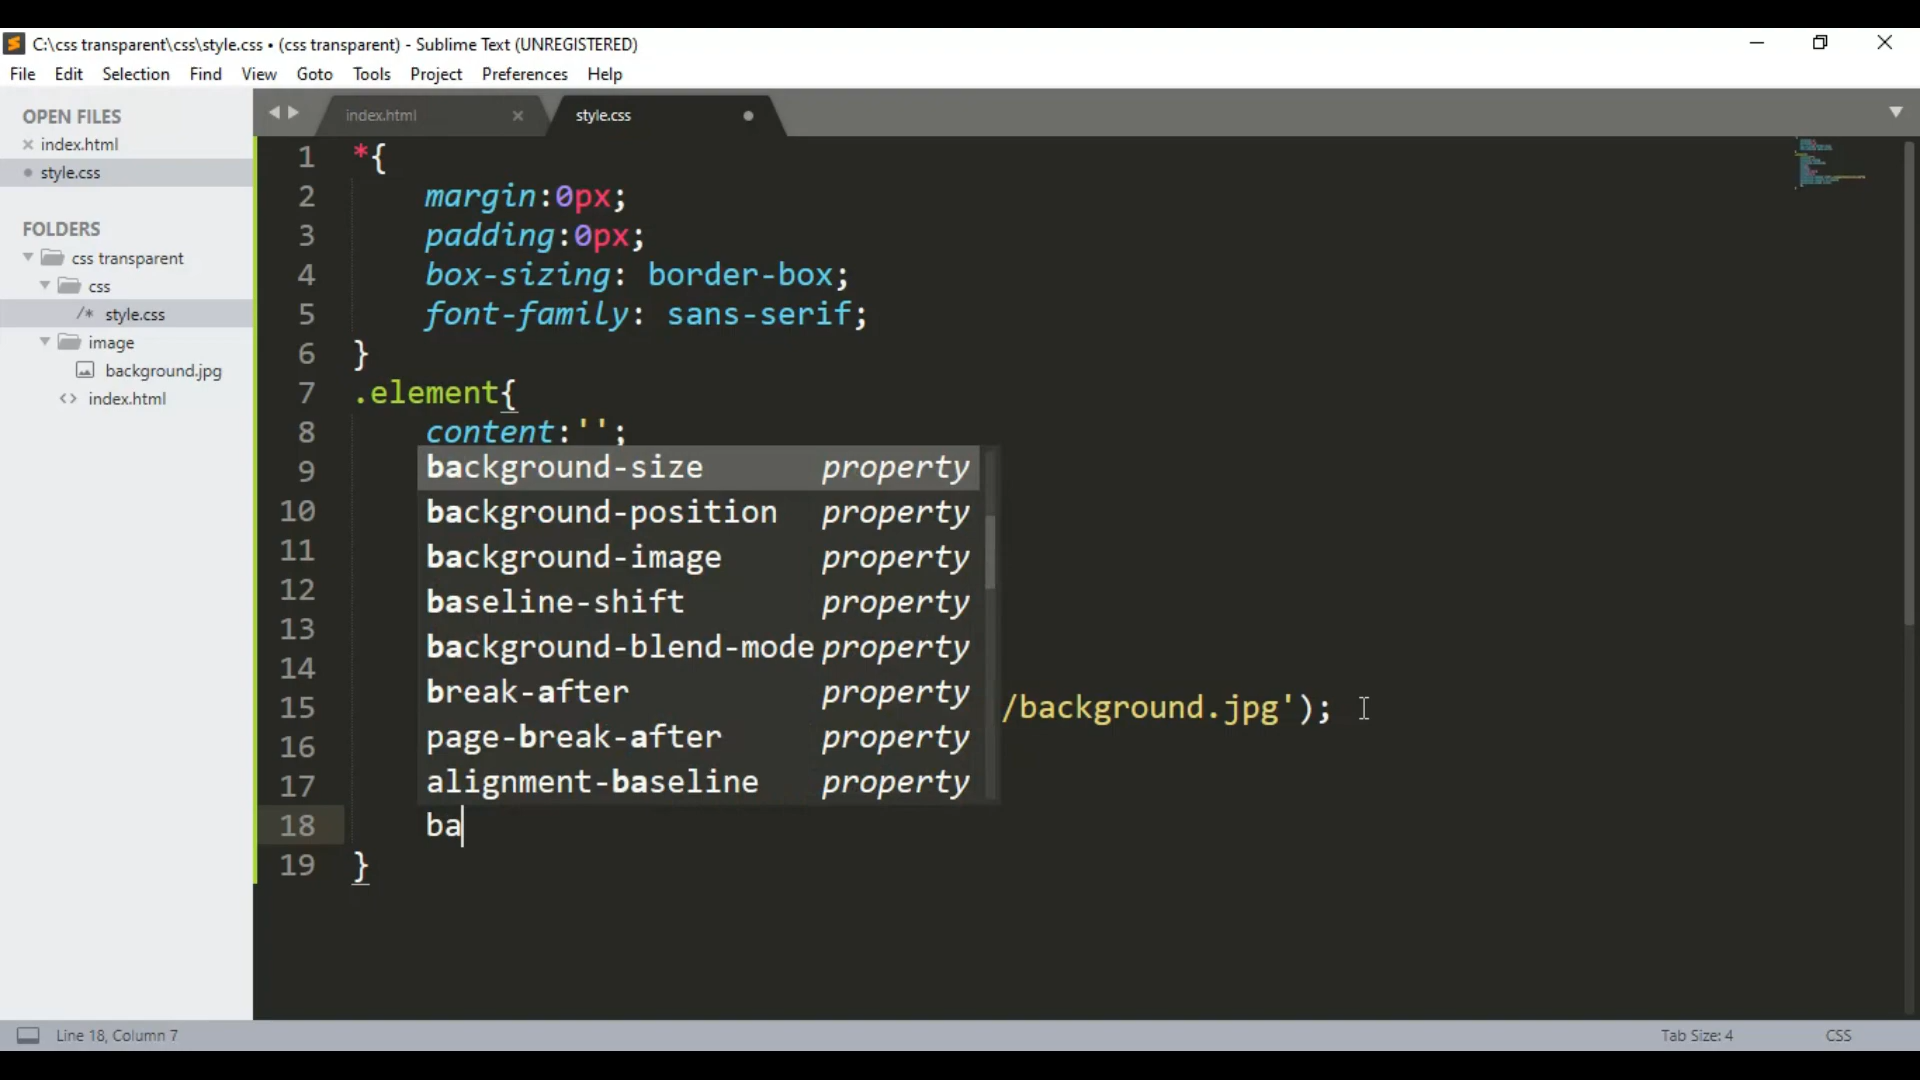 C:\css transparent\css\style.css • (css transparent) - Sublime Text (UNREGISTERED)
File Edit Selection Find View Goto Tools Project Preferences Help
OPEN FILES
index.html
style.css
FOLDERS
css transparent
css
/* style.css
image
background.jpg
<> index.html
index.html
style.css
1 *{
2 margin:0px;
3 padding:0px;
4 box-sizing: border-box;
5 font-family: sans-serif;
6 }
7 .element{
8 content:'';
9
10
11
12
13
14
15 /background.jpg');
16
17
18 ba
19 }
background-size property
background-position property
background-image property
baseline-shift property
background-blend-mode property
break-after property
page-break-after property
alignment-baseline property
Line 18, Column 7
Tab Size: 4
CSS